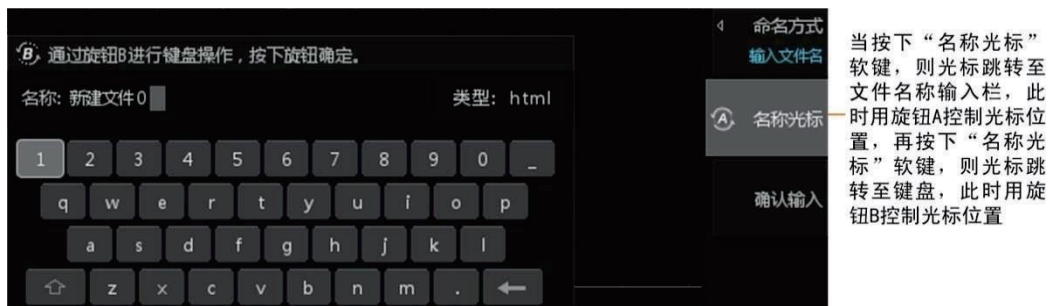 命名方式
B 通过旋钮B进行键盘操作，按下旋钮确定。
输入文件名
名称: 新建文件0
类型: html
A 名称光标
1 2 3 4 5 6 7 8 9 0 _
q w e r t y u i o p
确认输入
a s d f g h j k l
z x c v b n m .
当按下“名称光标”
软键，则光标跳转至
文件名称输入栏，此
时用旋钮A控制光标位
置，再按下“名称光
标”软键，则光标跳
转至键盘，此时用旋
钮B控制光标位置